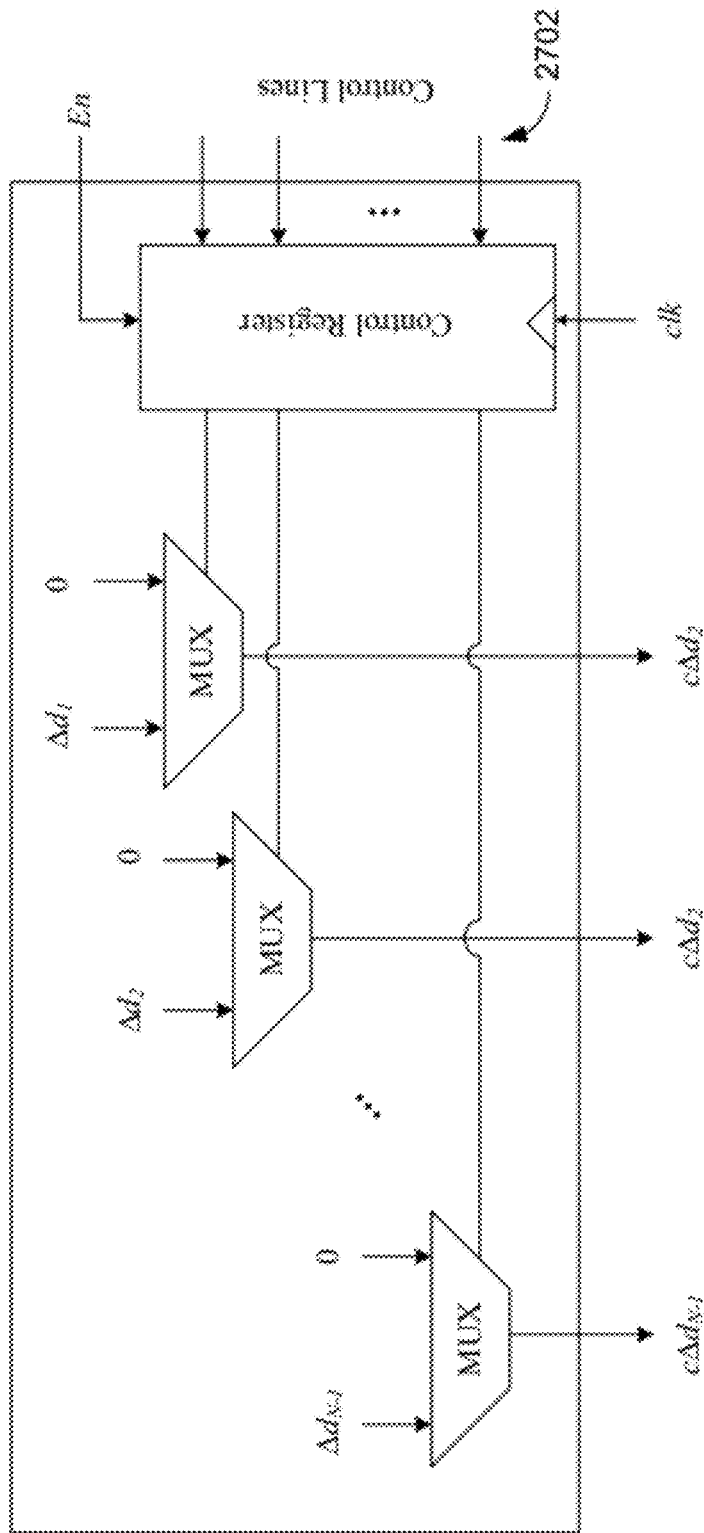 En
Control Lines
2702
Control Register
clk
0
Δd₁
MUX
cΔd₂
0
Δd₂
MUX
cΔd₂
0
MUX